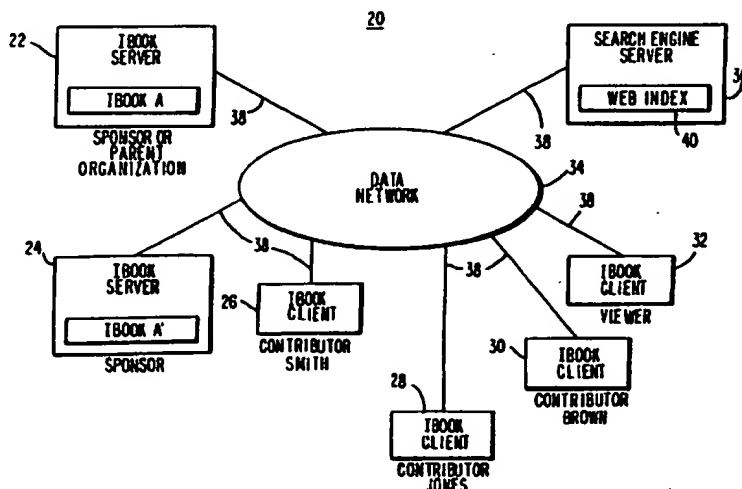 20
22
IBOOK
SERVER
IBOOK A
SPONSOR OR
PARENT
ORGANIZATION
38
SEARCH ENGINE
SERVER
WEB INDEX
40
38
DATA
NETWORK
34
38
24
IBOOK
SERVER
IBOOK A'
SPONSOR
38
26
IBOOK
CLIENT
CONTRIBUTOR
SMITH
38
32
IBOOK
CLIENT
VIEWER
30
IBOOK
CLIENT
CONTRIBUTOR
BROWN
28
IBOOK
CLIENT
CONTRIBUTOR
JONES